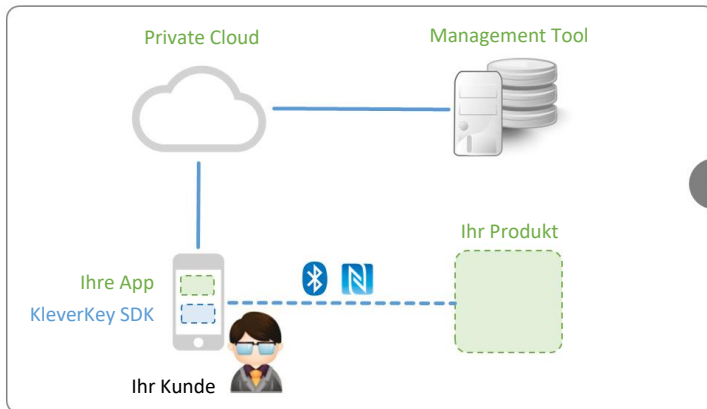 Private Cloud
Management Tool
Ihr Produkt
Ihre App
KleverKey SDK
Ihr Kunde